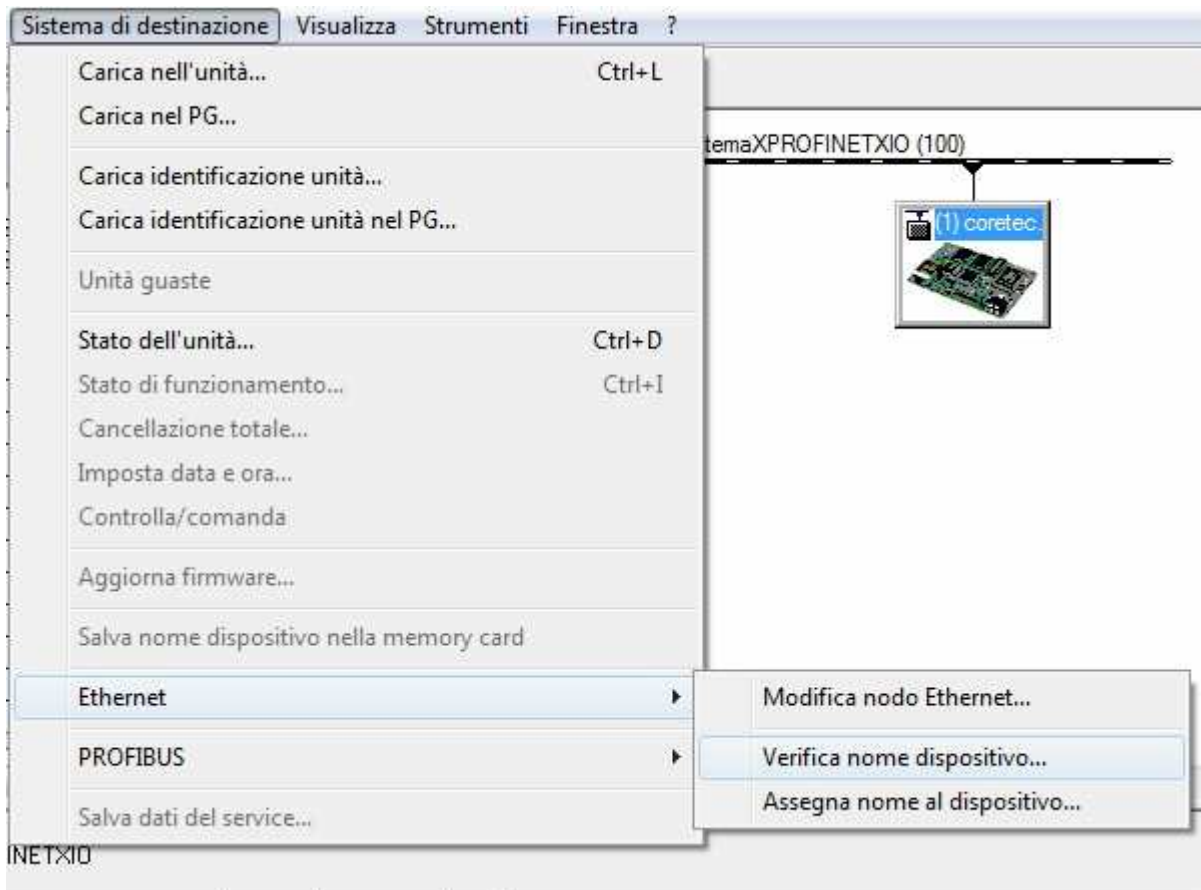 Sistema di destinazione Visualizza Strumenti Finestra ?
Carica nell'unità... Ctrl+L
Carica nel PG...
temaXPROFINETXIO (100)
Carica identificazione unità...
Carica identificazione unità nel PG...
(1) coretec.
Unità guaste
Stato dell'unità... Ctrl+D
Stato di funzionamento... Ctrl+I
Cancellazione totale...
Imposta data e ora...
Controlla/comanda
Aggiorna firmware...
Salva nome dispositivo nella memory card
Ethernet
Modifica nodo Ethernet...
PROFIBUS
Verifica nome dispositivo...
Assegna nome al dispositivo...
Salva dati del service...
INETXIO